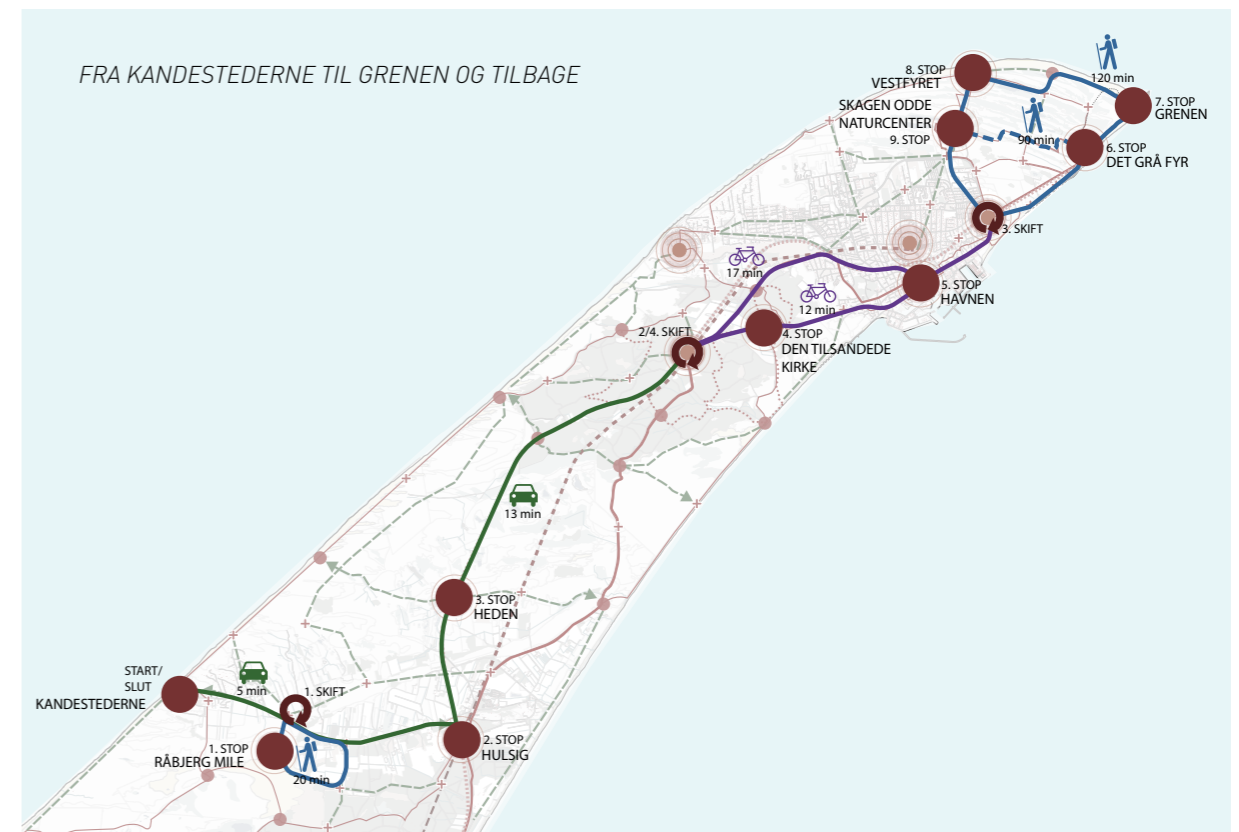 FRA KANDESTEDERNE TIL GRENEN OG TILBAGE
120 min
8. STOP
VESTFYRET
7. STOP
GRENEN
SKAGEN ODDE
NATURCENTER
9. STOP
90 min
6. STOP
DET GRÅ FYR
3. SKIFT
17 min
12 min
5. STOP
HAVNEN
2/4. SKIFT
4. STOP
DEN TILSANDEDE
KIRKE
13 min
3. STOP
HEDEN
START/
SLUT
KANDESTEDERNE
5 min
1. SKIFT
1. STOP
RÅBJERG MILE
20 min
2. STOP
HULSIG